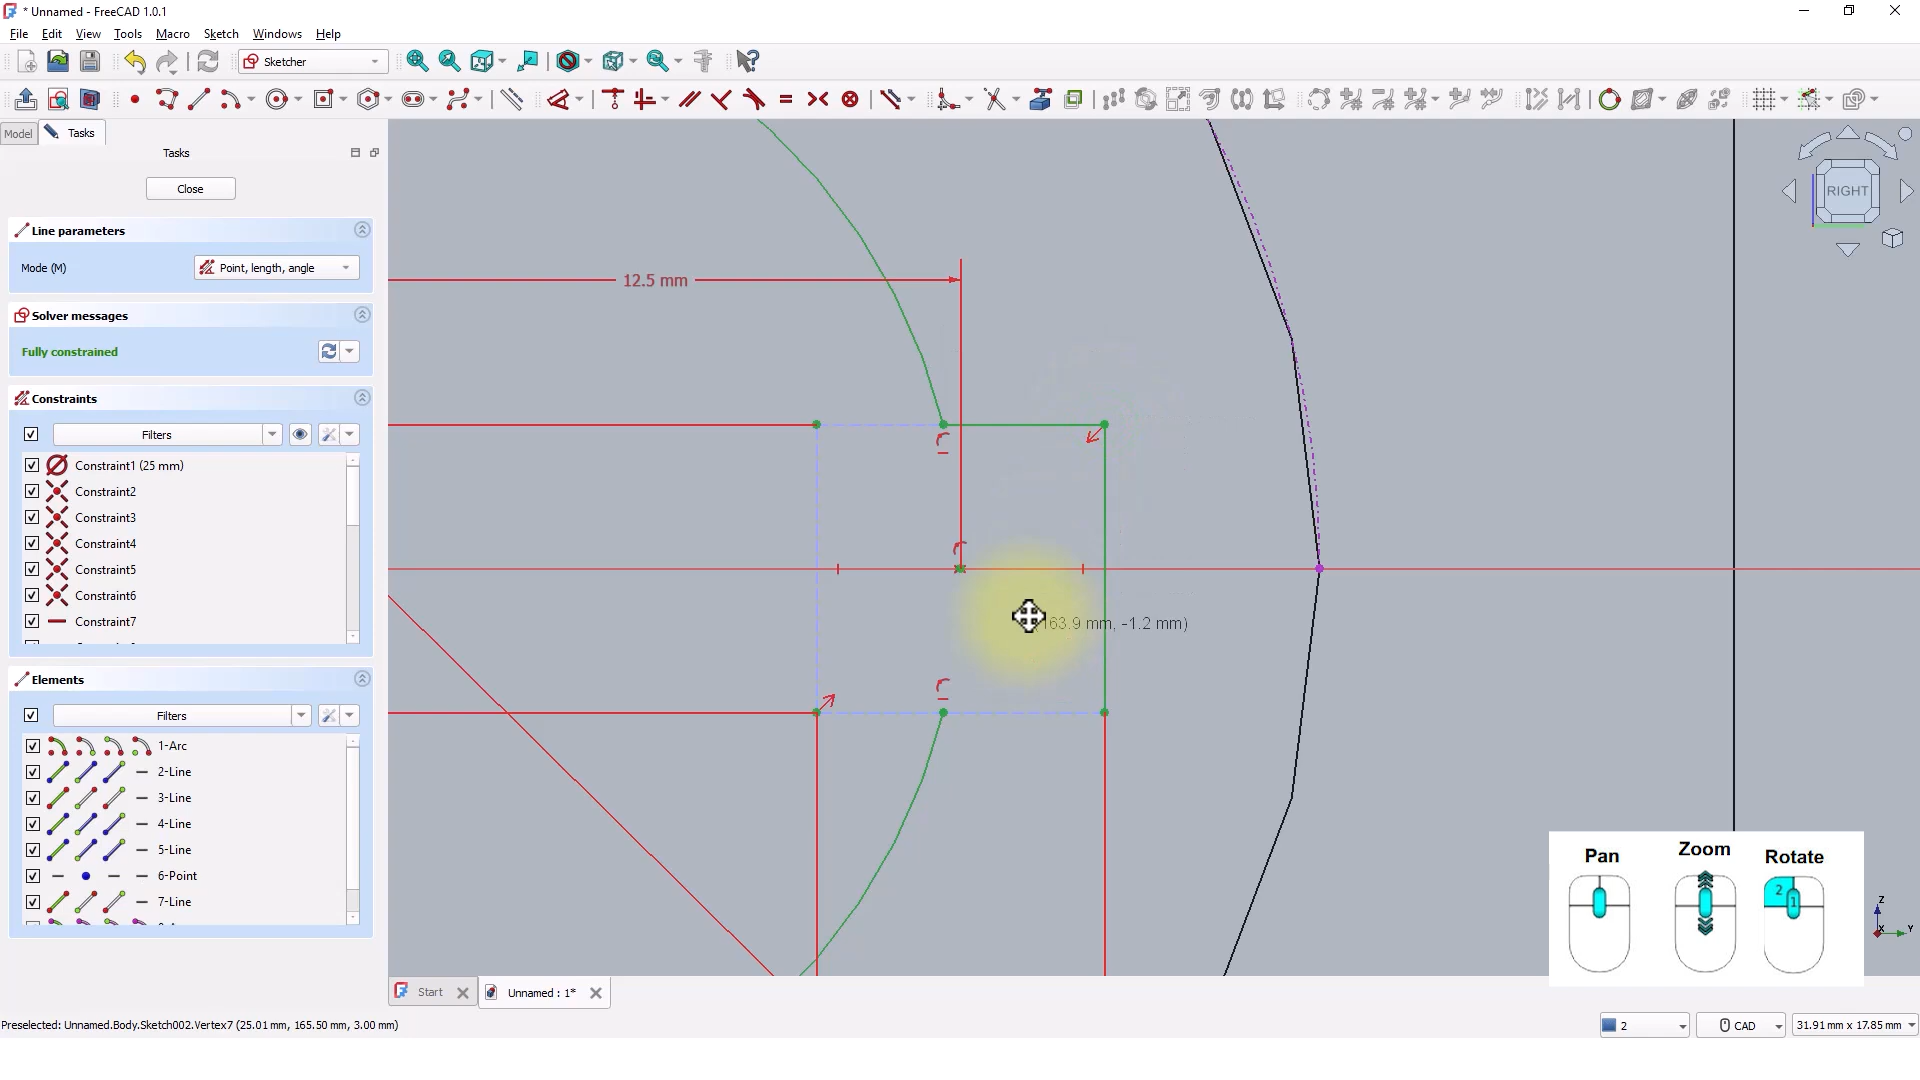 * Unnamed - FreeCAD 1.0.1
File Edit View Tools Macro Sketch Windows Help
Sketcher
Model
Tasks
Tasks
Close
Line parameters
Mode (M)
Point, length, angle
Solver messages
Fully constrained
Constraints
Filters
Constraint1 (25 mm)
Constraint2
Constraint3
Constraint4
Constraint5
Constraint6
Constraint7
Elements
Filters
1-Arc
2-Line
3-Line
4-Line
5-Line
6-Point
7-Line
12.5 mm
163.9 mm, -1.2 mm)
RIGHT
Pan
Zoom
Rotate
2
1
Z
X
Y
Start
Unnamed : 1*
Preselected: Unnamed.Body.Sketch002.Vertex7 (25.01 mm, 165.50 mm, 3.00 mm)
2
CAD
31.91 mm x 17.85 mm